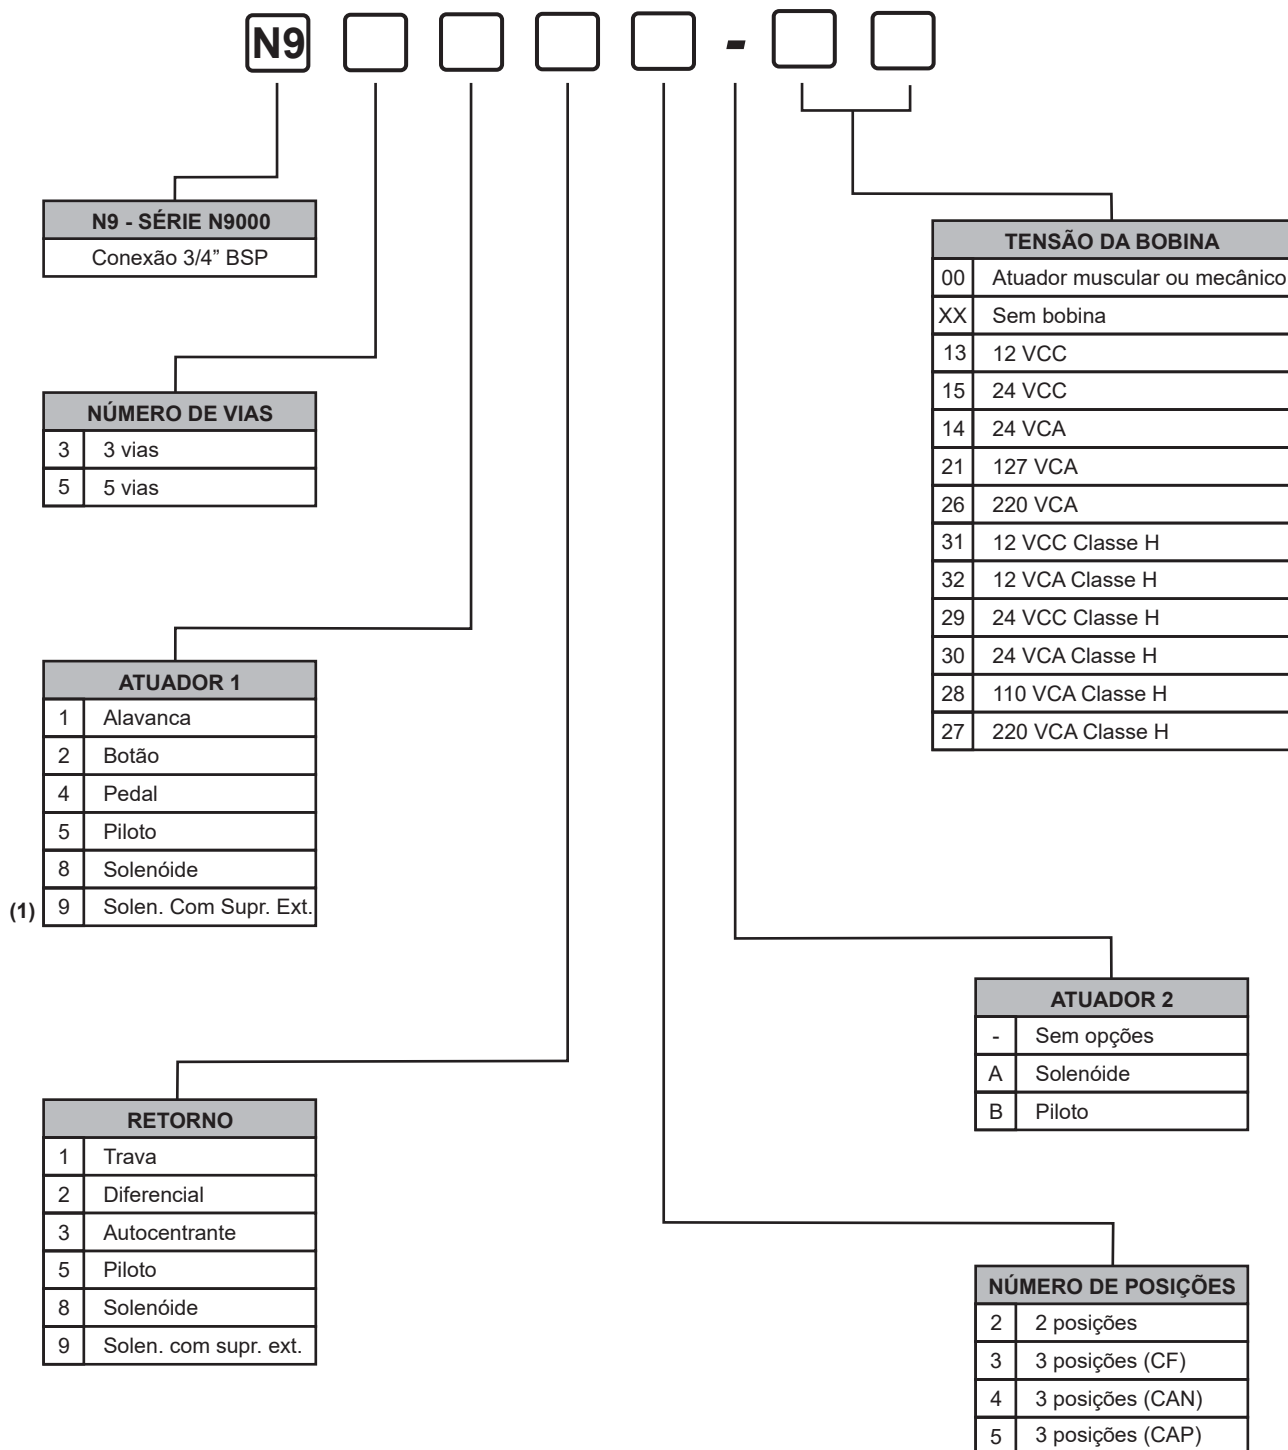 N9 -
N9 - SÉRIE N9000
Conexão 3/4” BSP
NÚMERO DE VIAS
3 3 vias
5 5 vias
ATUADOR 1
1 Alavanca
2 Botão
4 Pedal
5 Piloto
8 Solenóide
(1) 9 Solen. Com Supr. Ext.
RETORNO
1 Trava
2 Diferencial
3 Autocentrante
5 Piloto
8 Solenóide
9 Solen. com supr. ext.
TENSÃO DA BOBINA
00 Atuador muscular ou mecânico
XX Sem bobina
13 12 VCC
15 24 VCC
14 24 VCA
21 127 VCA
26 220 VCA
31 12 VCC Classe H
32 12 VCA Classe H
29 24 VCC Classe H
30 24 VCA Classe H
28 110 VCA Classe H
27 220 VCA Classe H
ATUADOR 2
- Sem opções
A Solenóide
B Piloto
NÚMERO DE POSIÇÕES
2 2 posições
3 3 posições (CF)
4 3 posições (CAN)
5 3 posições (CAP)